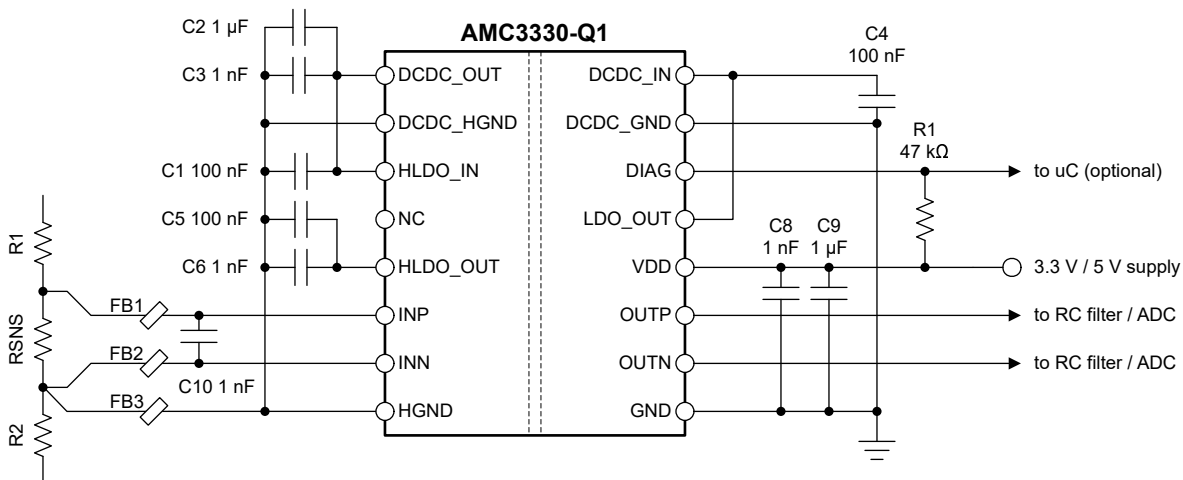 AMC3330-Q1
C2 1 µF
C3 1 nF
C1 100 nF
C5 100 nF
C6 1 nF
DCDC_OUT
DCDC_HGND
HLDO_IN
NC
HLDO_OUT
INP
INN
HGND
DCDC_IN
DCDC_GND
DIAG
LDO_OUT
VDD
OUTP
OUTN
GND
C4
100 nF
R1
47 kΩ
to uC (optional)
C8
1 nF
C9
1 µF
3.3 V / 5 V supply
to RC filter / ADC
to RC filter / ADC
R1
RSNS
R2
FB1
FB2
FB3
C10 1 nF